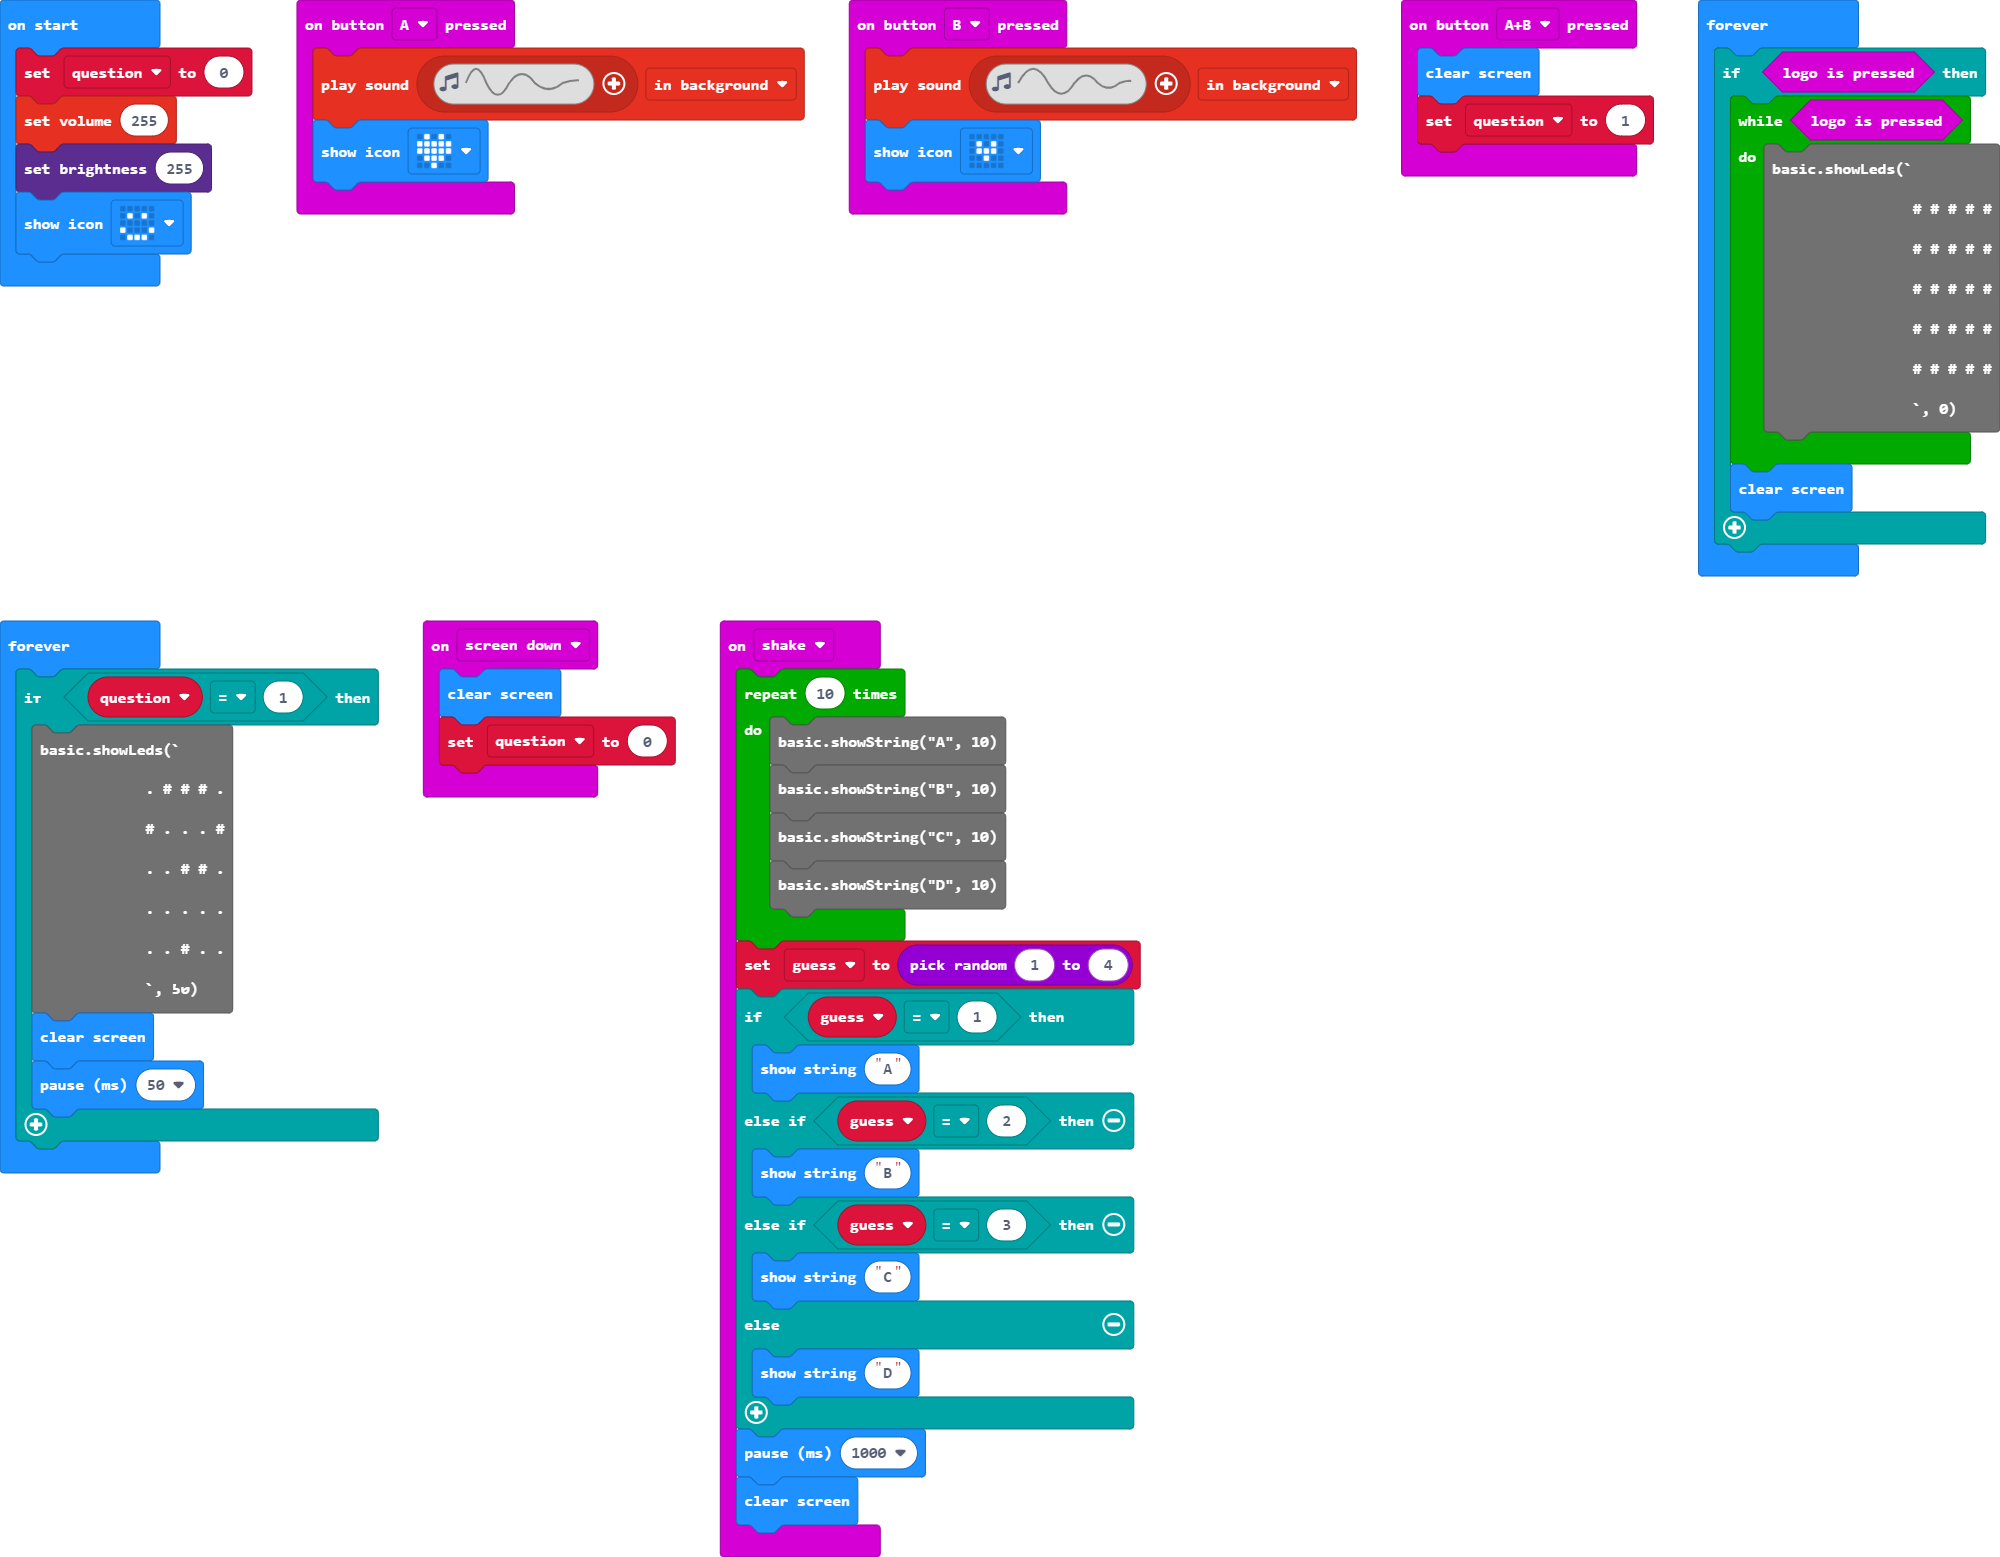 on start
set question to 0
set volume 255
set brightness 255
show icon
on button A pressed
play sound in background
show icon
on button B pressed
play sound in background
show icon
on button A+B pressed
clear screen
set question to 1
forever
if logo is pressed then
while logo is pressed
do basic.showLeds(`
# # # # #
# # # # #
# # # # #
# # # # #
# # # # #
`, 0)
clear screen
forever
if question = 1 then
basic.showLeds(`
. # # # .
# . . . #
. . # # .
. . . . .
. . # . .
`, 50)
clear screen
pause (ms) 50
on screen down
clear screen
set question to 0
on shake
repeat 10 times
do basic.showString("A", 10)
basic.showString("B", 10)
basic.showString("C", 10)
basic.showString("D", 10)
set guess to pick random 1 to 4
if guess = 1 then
show string "A"
else if guess = 2 then
show string "B"
else if guess = 3 then
show string "C"
else
show string "D"
pause (ms) 1000
clear screen